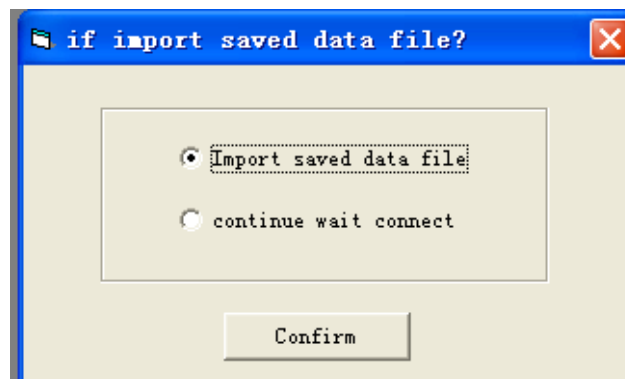 if import saved data file?
Import saved data file
continue wait connect
Confirm